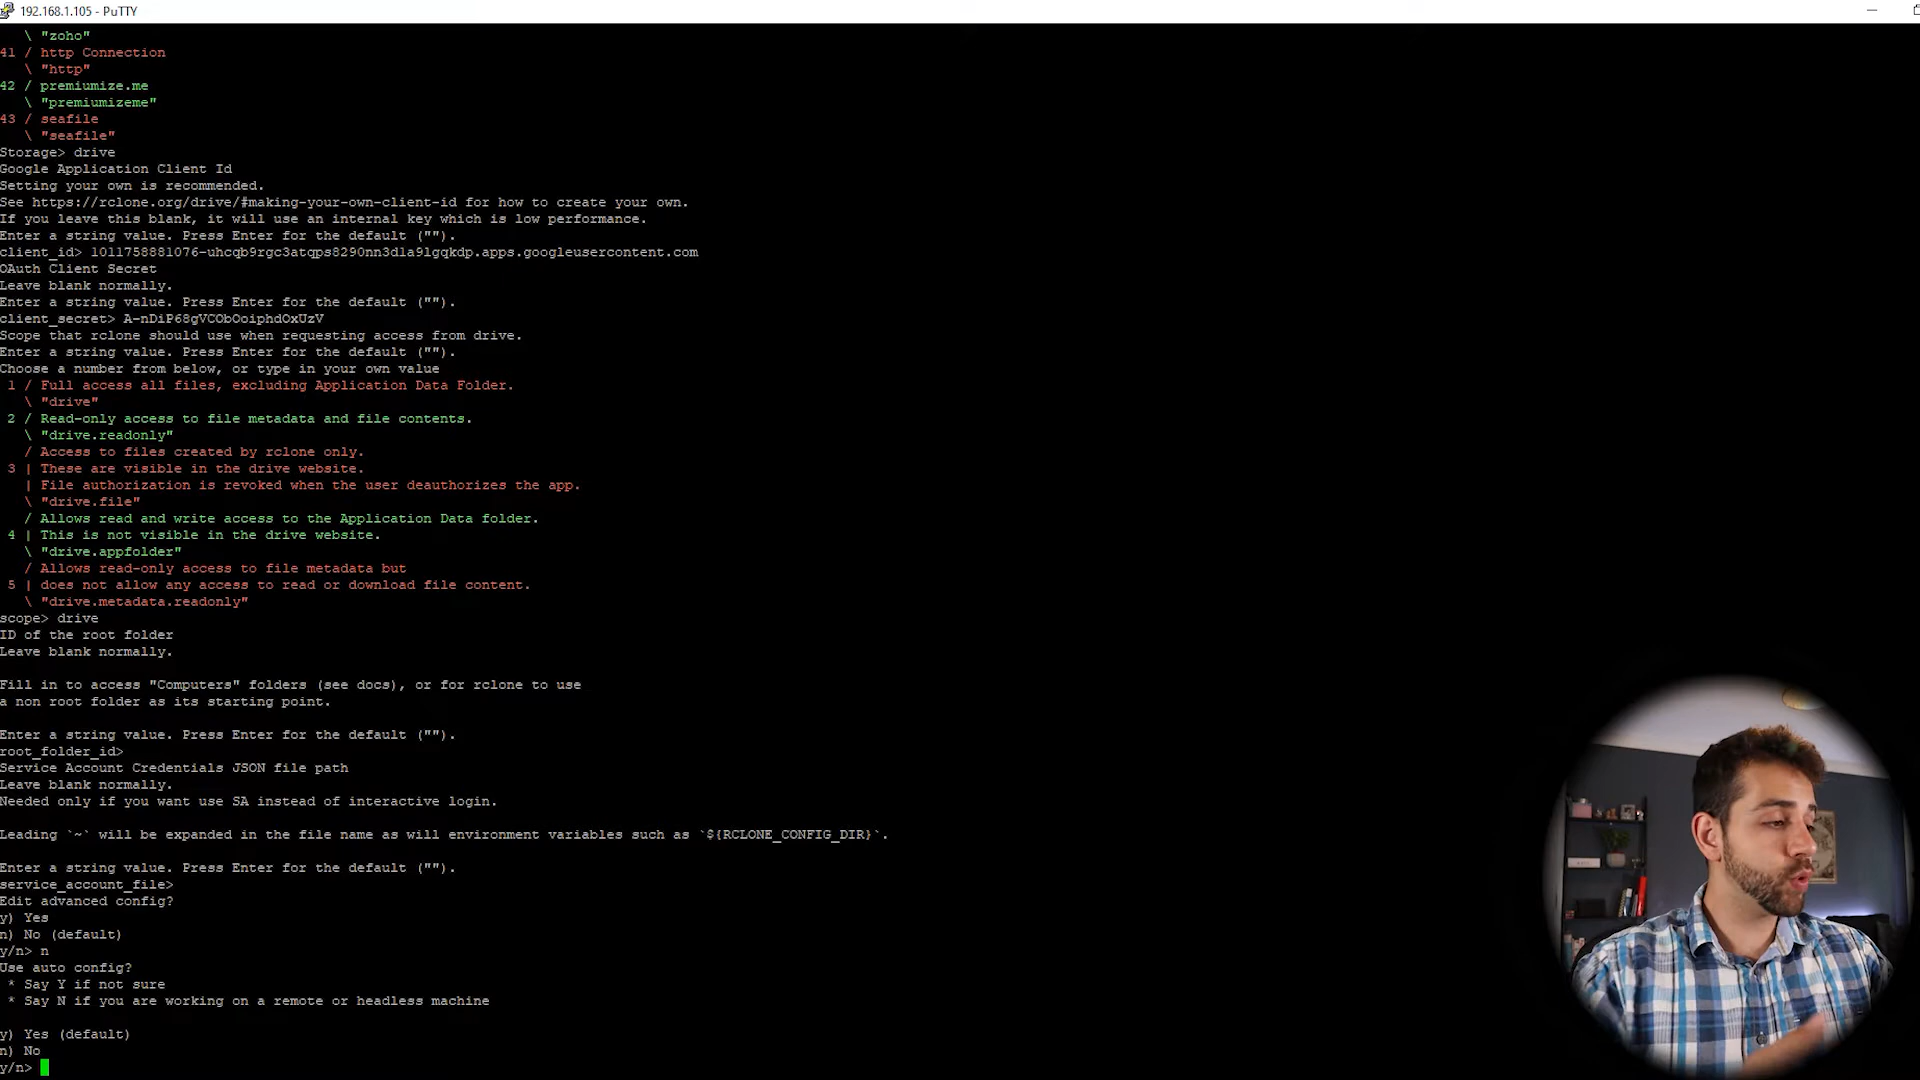 192.168.1.105 - PuTTY
\ "zoho"
41 / http Connection
\ "http"
42 / premiumize.me
\ "premiumizeme"
43 / seafile
\ "seafile"
Storage> drive
Google Application Client Id
Setting your own is recommended.
See https://rclone.org/drive/#making-your-own-client-id for how to create your own.
If you leave this blank, it will use an internal key which is low performance.
Enter a string value. Press Enter for the default ("").
client_id> 1011758881076-uhcqb9rgc3atqps8290nn3d1a9lgqkdp.apps.googleusercontent.com
OAuth Client Secret
Leave blank normally.
Enter a string value. Press Enter for the default ("").
client_secret> A-nDiP68gVCObOoiphdOxUzV
Scope that rclone should use when requesting access from drive.
Enter a string value. Press Enter for the default ("").
Choose a number from below, or type in your own value
1 / Full access all files, excluding Application Data Folder.
\ "drive"
2 / Read-only access to file metadata and file contents.
\ "drive.readonly"
/ Access to files created by rclone only.
3 | These are visible in the drive website.
| File authorization is revoked when the user deauthorizes the app.
\ "drive.file"
/ Allows read and write access to the Application Data folder.
4 | This is not visible in the drive website.
\ "drive.appfolder"
/ Allows read-only access to file metadata but
5 | does not allow any access to read or download file content.
\ "drive.metadata.readonly"
scope> drive
ID of the root folder
Leave blank normally.
Fill in to access "Computers" folders (see docs), or for rclone to use
a non root folder as its starting point.
Enter a string value. Press Enter for the default ("").
root_folder_id>
Service Account Credentials JSON file path
Leave blank normally.
Needed only if you want use SA instead of interactive login.
Leading `~` will be expanded in the file name as will environment variables such as `${RCLONE_CONFIG_DIR}`.
Enter a string value. Press Enter for the default ("").
service_account_file>
Edit advanced config?
y) Yes
n) No (default)
y/n> n
Use auto config?
* Say Y if not sure
* Say N if you are working on a remote or headless machine
y) Yes (default)
n) No
y/n>